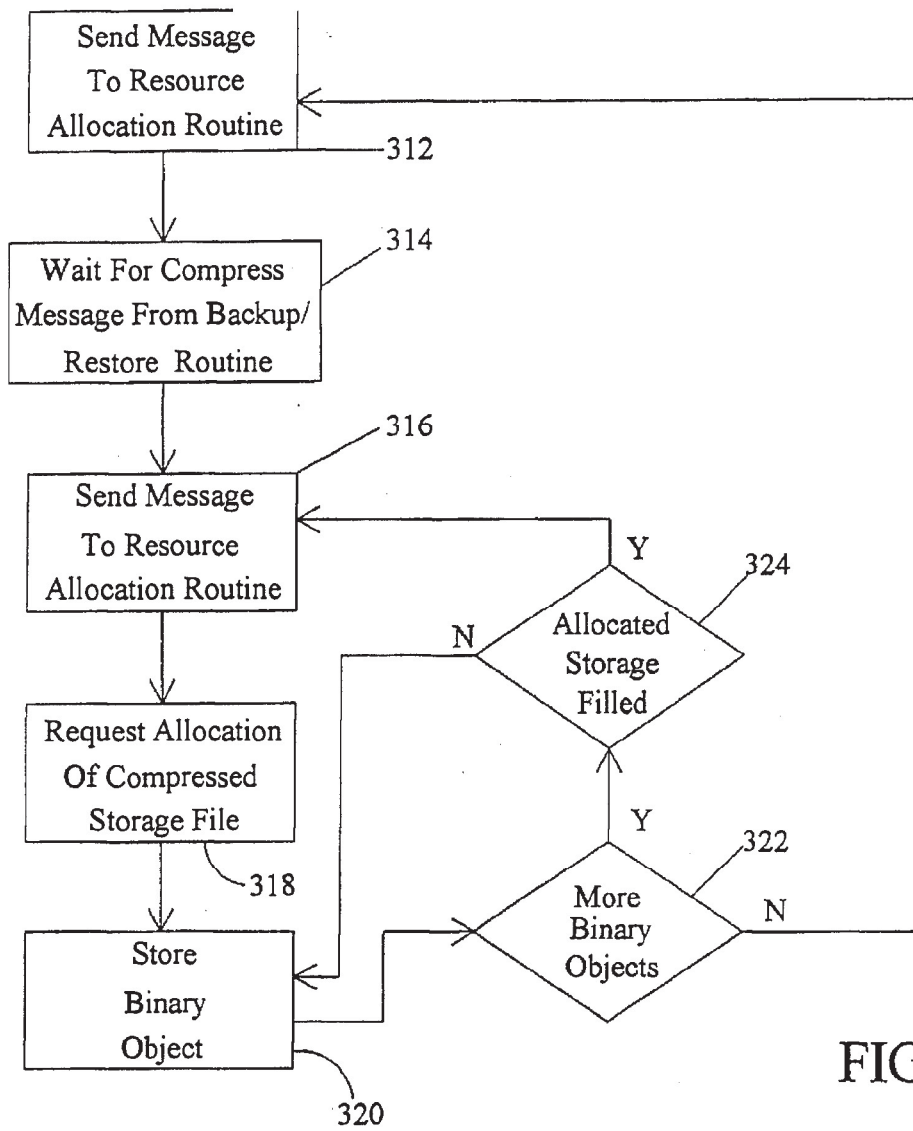 Send Message
To Resource
Allocation Routine
312
314
Wait For Compress
Message From Backup/
Restore Routine
316
Send Message
To Resource
Allocation Routine
Y
324
N
Allocated
Storage
Filled
Request Allocation
Of Compressed
Storage File
318
Y
322
More
Binary
Objects
N
Store
Binary
Object
320
FIG